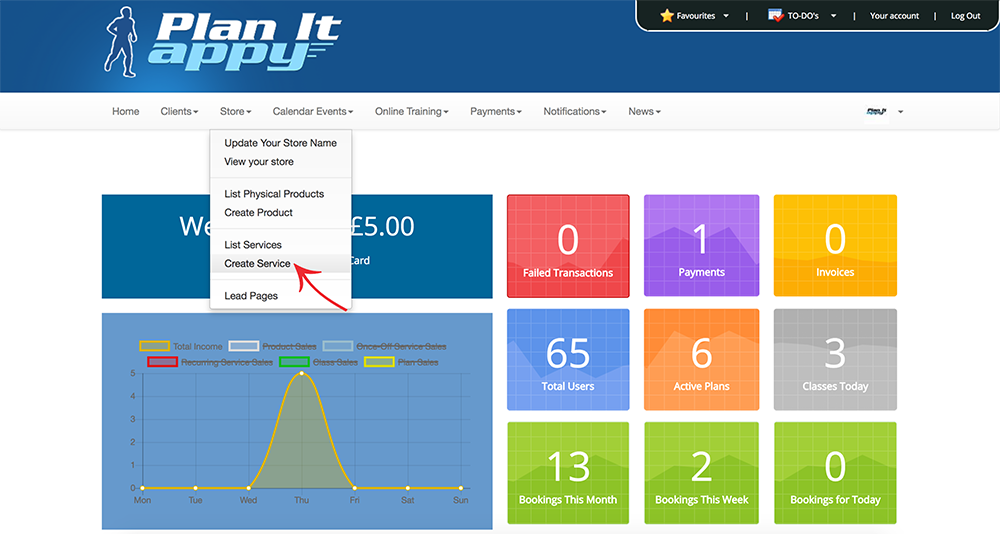 Plan It
appy
Favourites | TO-DO's | Your account | Log Out
Home Clients Store Calendar Events Online Training Payments Notifications News Plan It appy
Update Your Store Name
View your store
List Physical Products
Create Product
List Services
Create Service
Lead Pages
We £5.00
Card
0
Failed Transactions
1
Payments
0
Invoices
Total Income Product Sales Once-Off Service Sales
Recurring Service Sales Class Sales Plan Sales
5
4
3
2
1
0
Mon Tue Wed Thu Fri Sat Sun
65
Total Users
6
Active Plans
3
Classes Today
13
Bookings This Month
2
Bookings This Week
0
Bookings for Today